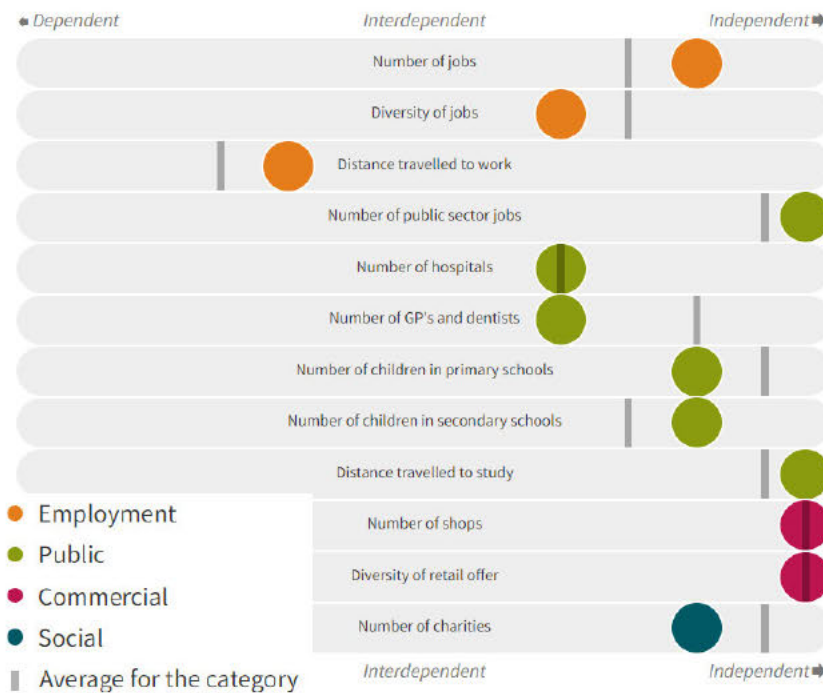 Dependent
Interdependent
Independent
Number of jobs
Diversity of jobs
Distance travelled to work
Number of public sector jobs
Number of hospitals
Number of GP's and dentists
Number of children in primary schools
Number of children in secondary schools
Distance travelled to study
Number of shops
Diversity of retail offer
Number of charities
Employment
Public
Commercial
Social
Average for the category
Interdependent
Independent